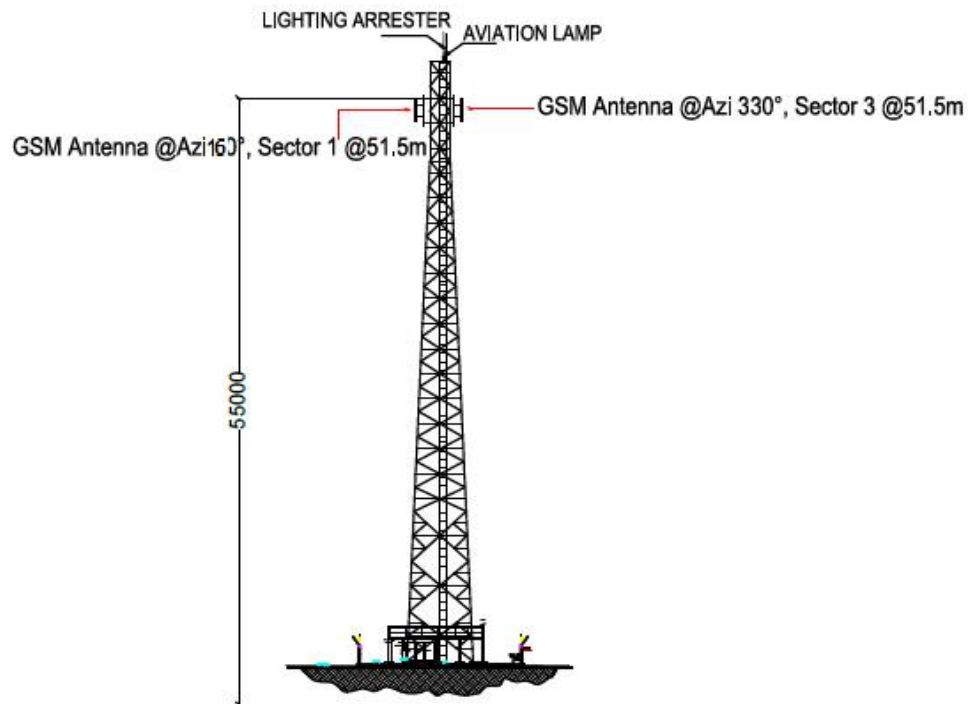 LIGHTING ARRESTER
AVIATION LAMP
GSM Antenna @Azi 330°, Sector 3 @51.5m
GSM Antenna @Azi160°, Sector 1 @51.5m
55000